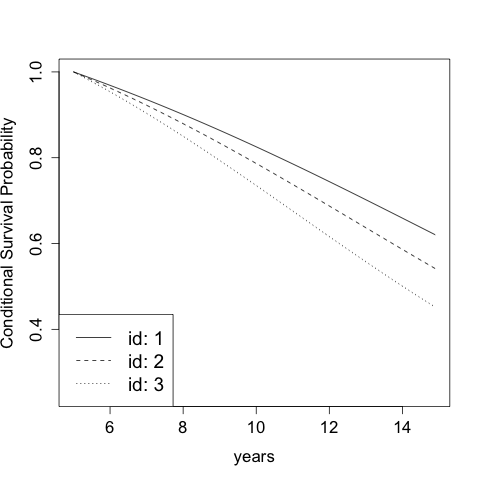 Conditional Survival Probability
1.0
0.8
0.6
0.4
id: 1
id: 2
id: 3
6 8 10 12 14
years